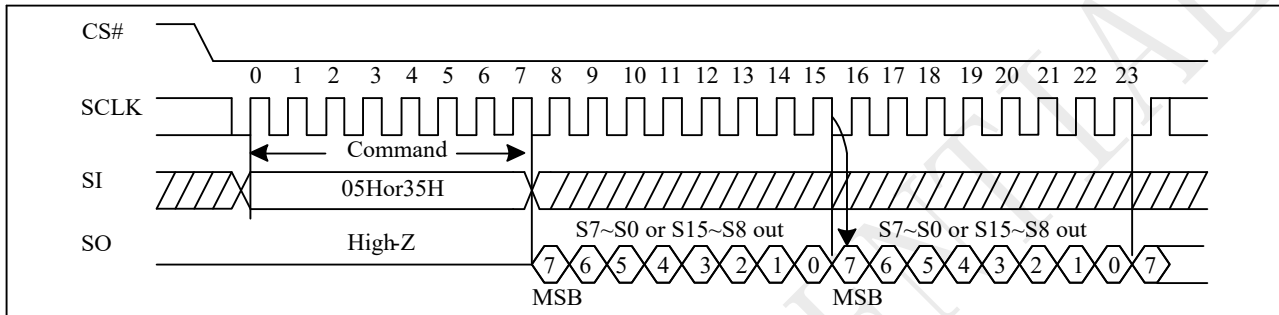 CS#
0 1 2 3 4 5 6 7 8 9 10 11 12 13 14 15 16 17 18 19 20 21 22 23
SCLK
Command
SI
05Hor35H
S7~S0 or S15~S8 out S7~S0 or S15~S8 out
SO
High-Z
7 6 5 4 3 2 1 0 7 6 5 4 3 2 1 0 7
MSB MSB